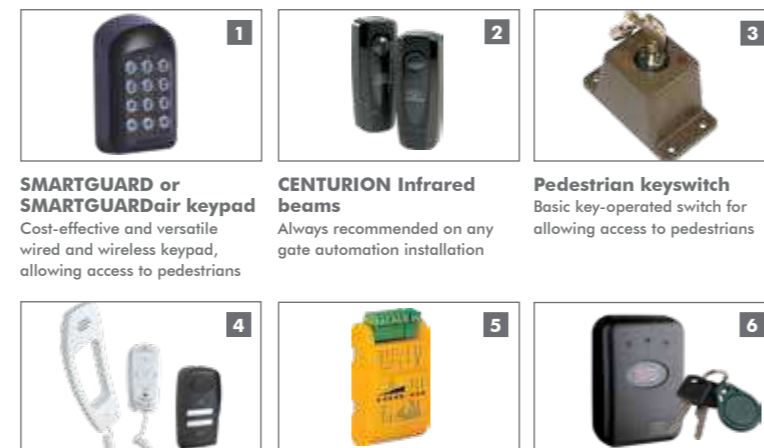 1
2
3
SMARTGUARD or
SMARTGUARDair keypad
Cost-effective and versatile
wired and wireless keypad,
allowing access to pedestrians
CENTURION Infrared
beams
Always recommended on any
gate automation installation
Pedestrian keyswitch
Basic key-operated switch for
allowing access to pedestrians
4
5
6